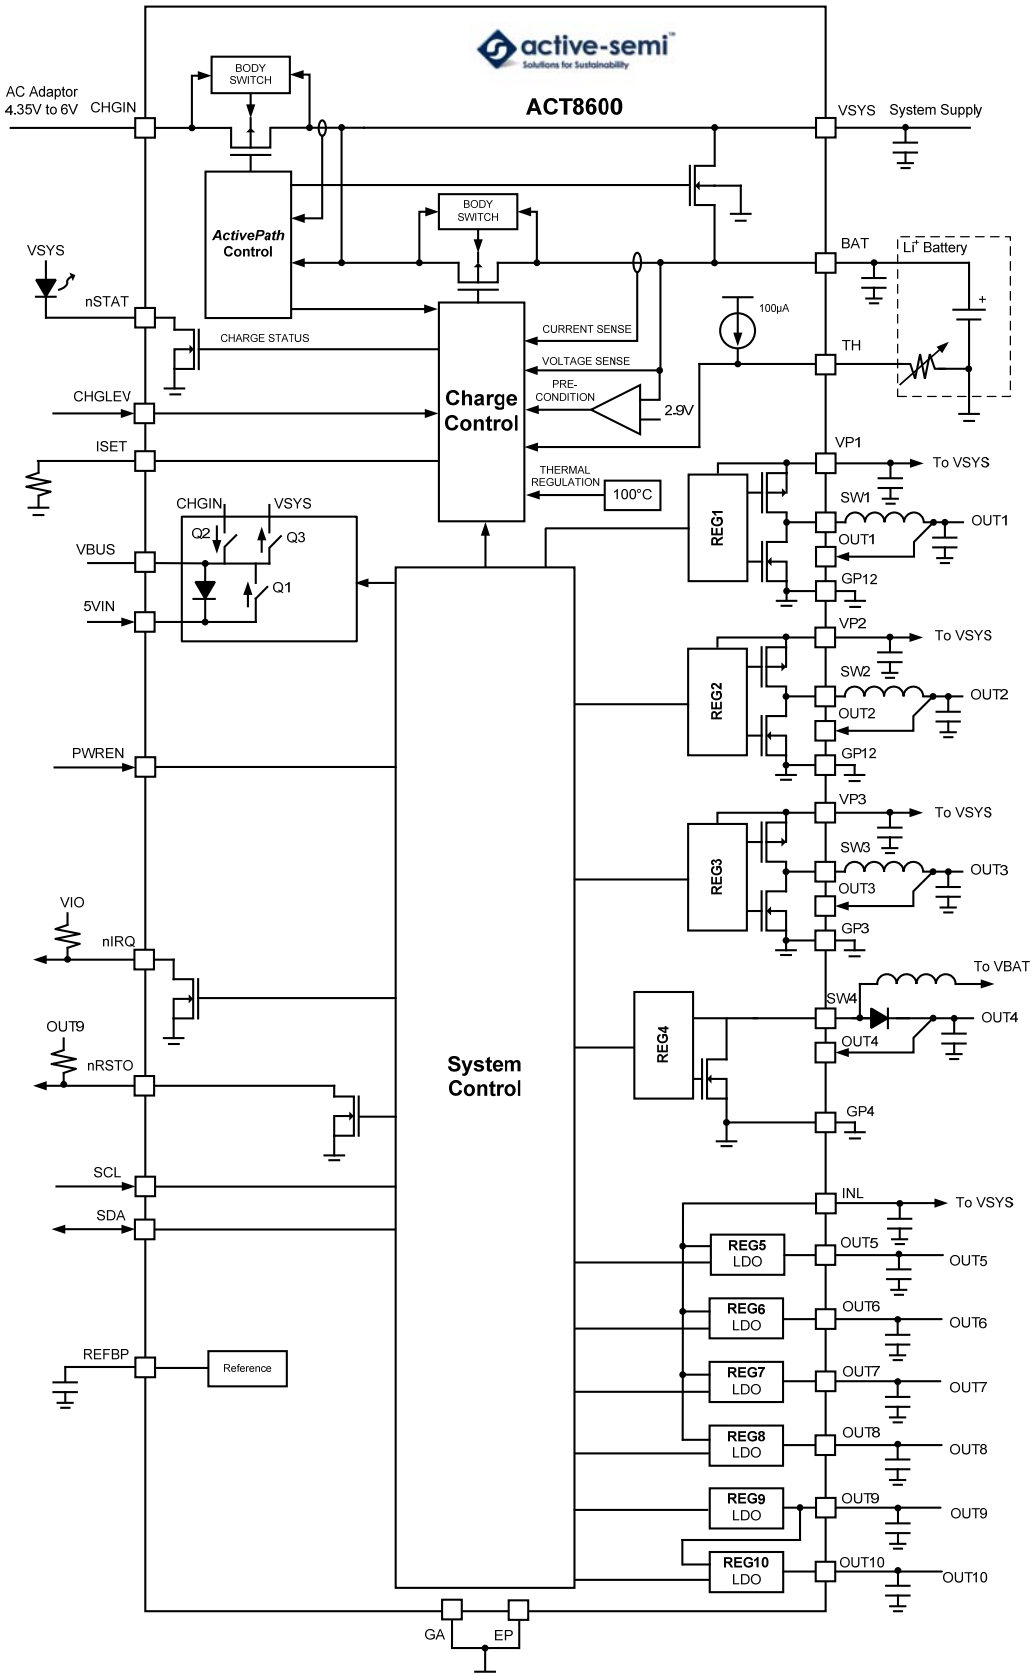 active-semi™
Solutions for Sustainability
ACT8600
BODY
SWITCH
AC Adaptor
4.35V to 6V
CHGIN
VSYS
System Supply
ActivePath
Control
BODY
SWITCH
BAT
Li+ Battery
+
VSYS
nSTAT
CHARGE STATUS
CURRENT SENSE
100µA
TH
VOLTAGE SENSE
PRE-
CONDITION
2.9V
CHGLEV
Charge
Control
ISET
THERMAL
REGULATION
100°C
VP1
To VSYS
REG1
SW1
OUT1
OUT1
GP12
CHGIN
VSYS
Q2
Q3
VBUS
Q1
5VIN
VP2
To VSYS
REG2
SW2
OUT2
OUT2
GP12
PWREN
VP3
To VSYS
REG3
SW3
OUT3
OUT3
GP3
VIO
nIRQ
To VBAT
REG4
SW4
OUT4
OUT4
GP4
OUT9
nRSTO
System
Control
SCL
SDA
INL
To VSYS
REG5
LDO
OUT5
OUT5
REG6
LDO
OUT6
OUT6
REFBP
Reference
REG7
LDO
OUT7
OUT7
REG8
LDO
OUT8
OUT8
REG9
LDO
OUT9
OUT9
REG10
LDO
OUT10
OUT10
GA
EP